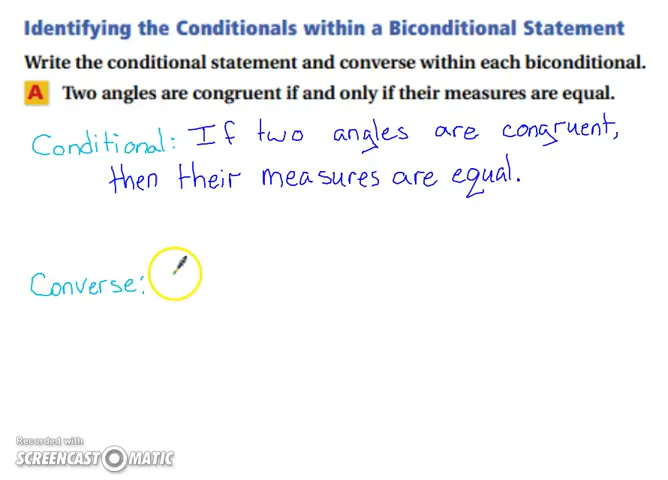 Identifying the Conditionals within a Biconditional Statement
Write the conditional statement and converse within each biconditional.
A Two angles are congruent if and only if their measures are equal.
Conditional: If two angles are congruent,
then their measures are equal.
Converse:
Recorded with
SCREENCAST O MATIC